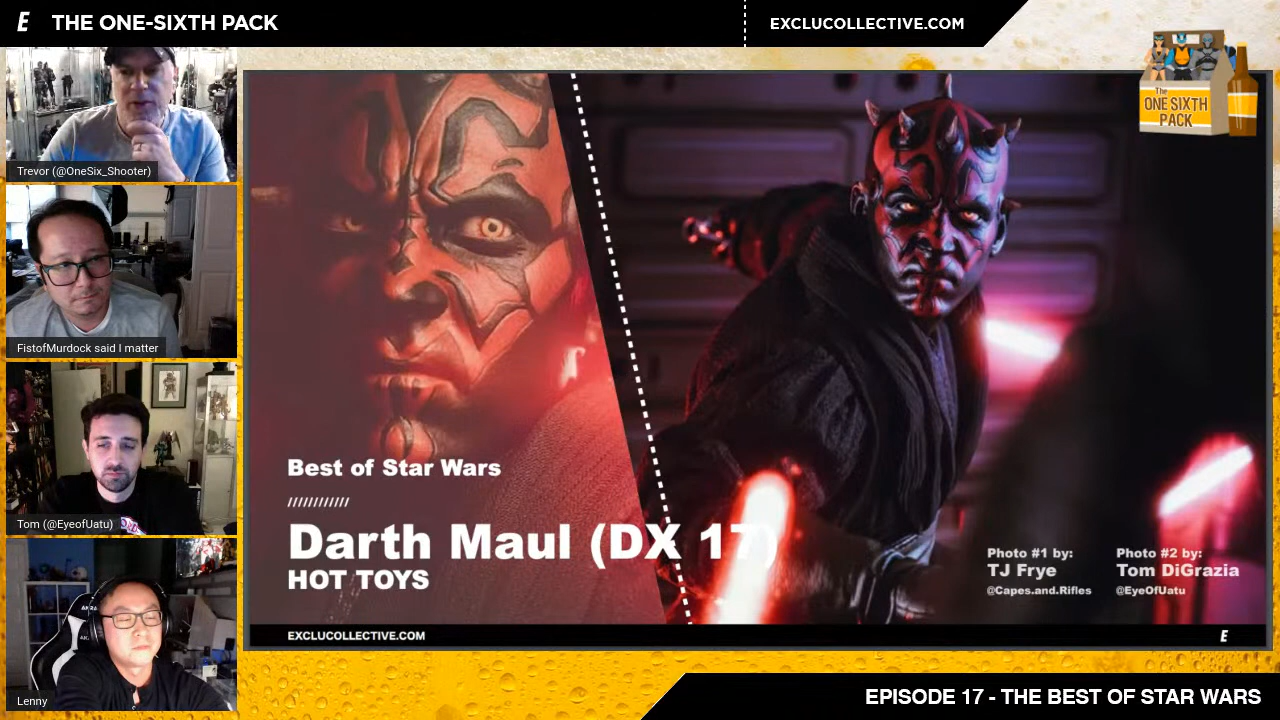 E THE ONE-SIXTH PACK
EXCLUCOLLECTIVE.COM
The
ONE SIXTH
PACK
Trevor (@OneSix_Shooter)
FistofMurdock said I matter
Tom (@EyeofUatu)
Lenny
Best of Star Wars
////////////
Darth Maul (DX 17)
HOT TOYS
Photo #1 by:
TJ Frye
@Capes.and.Rifles
Photo #2 by:
Tom DiGrazia
@EyeOfUatu
EXCLUCOLLECTIVE.COM
E
EPISODE 17 - THE BEST OF STAR WARS